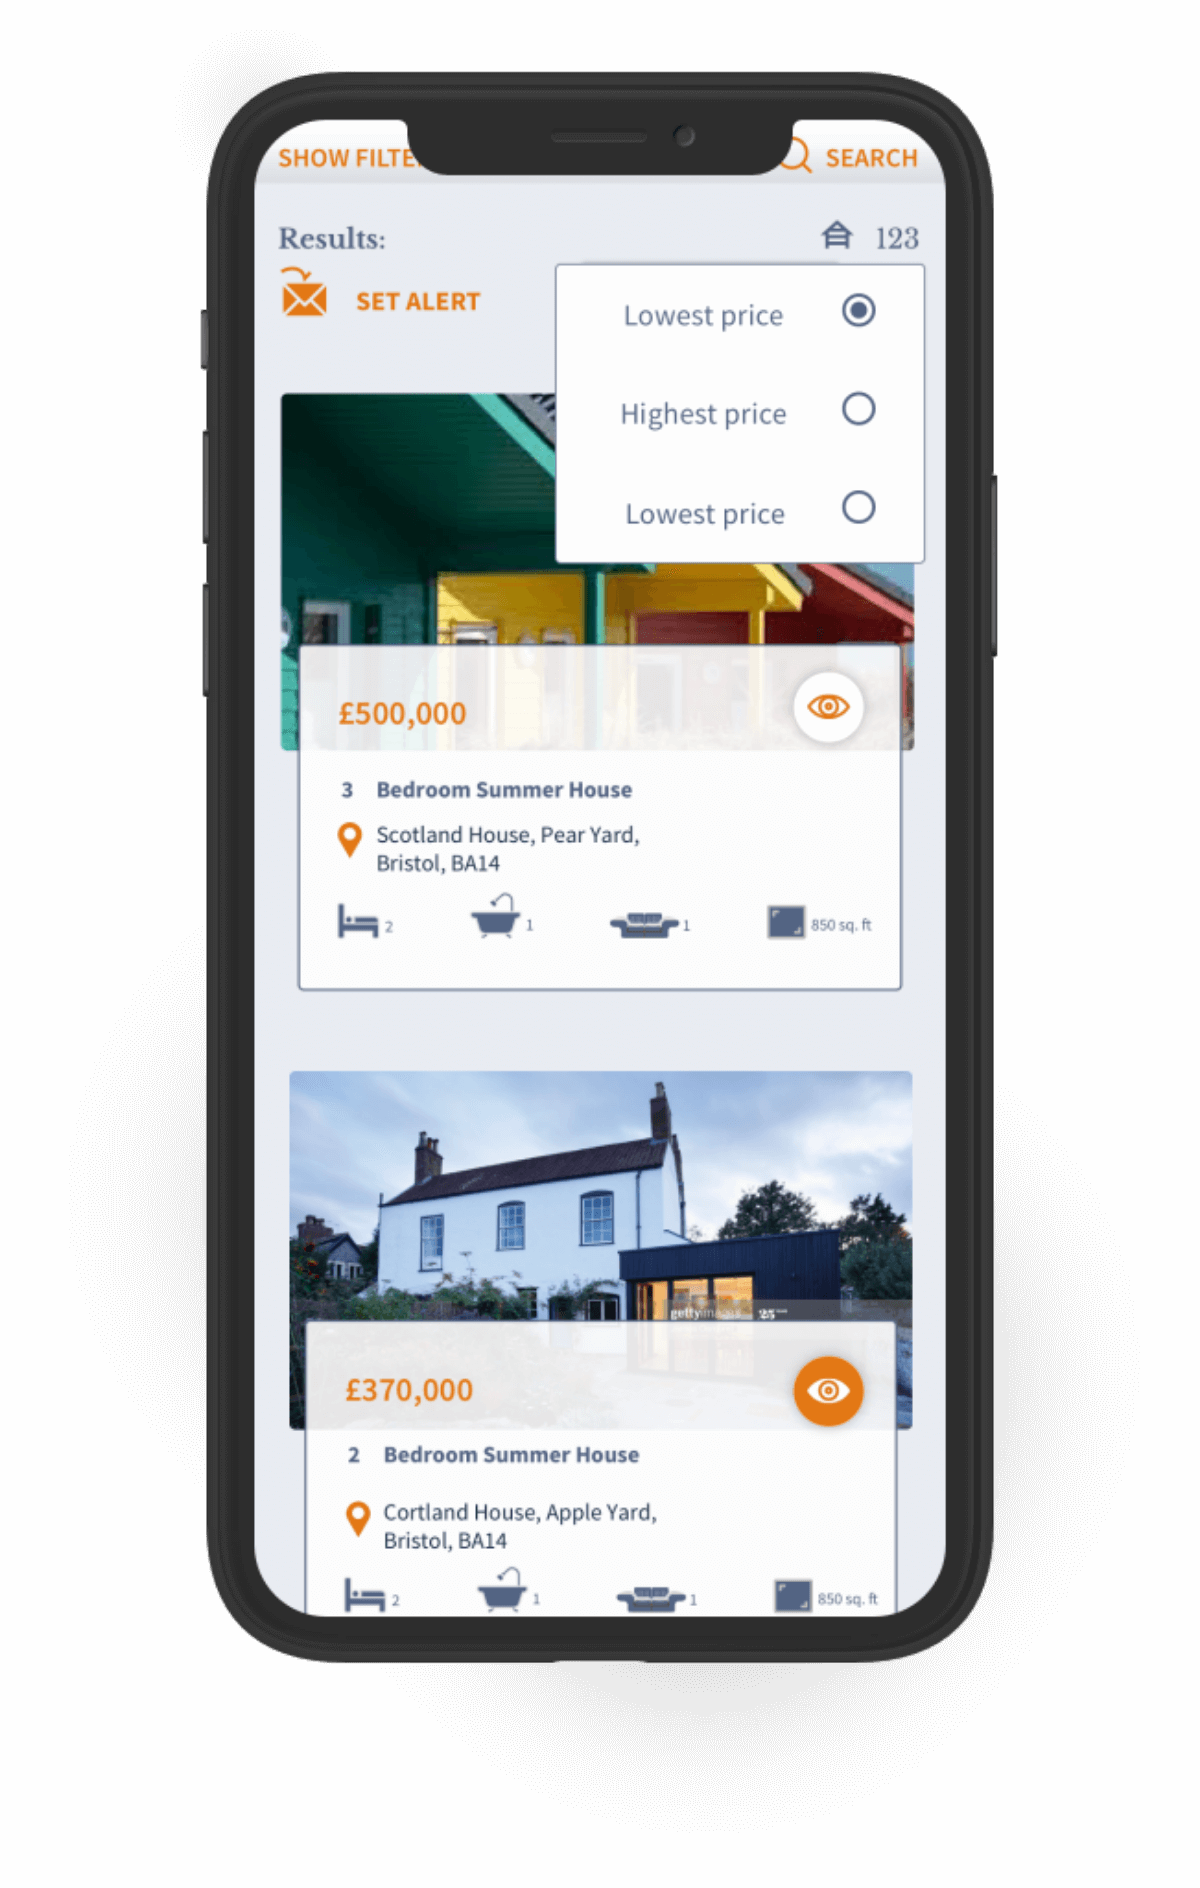 SHOW FILTE
SEARCH
Results:
123
SET ALERT
Lowest price
Highest price
Lowest price
£500,000
3 Bedroom Summer House
Scotland House, Pear Yard,
Bristol, BA14
2
1
1
850 sq. ft
gettyimages
£370,000
2 Bedroom Summer House
Cortland House, Apple Yard,
Bristol, BA14
2
1
1
850 sq. ft